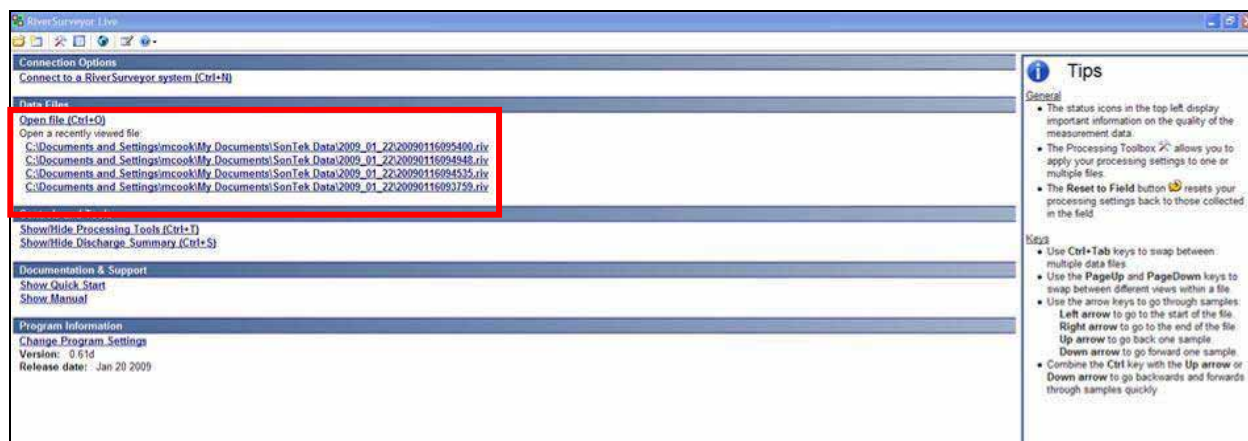 RiverSurveyor Live
Connection Options
Connect to a RiverSurveyor system (Ctrl+N)
Data Files
Open file (Ctrl+O)
Open a recently viewed file:
C:\Documents and Settings\mcook\My Documents\SonTek Data\2009_01_22\20090116095400.riv
C:\Documents and Settings\mcook\My Documents\SonTek Data\2009_01_22\20090116094948.riv
C:\Documents and Settings\mcook\My Documents\SonTek Data\2009_01_22\20090116094535.riv
C:\Documents and Settings\mcook\My Documents\SonTek Data\2009_01_22\20090116093759.riv
Controls and Tools
Show/Hide Processing Tools (Ctrl+T)
Show/Hide Discharge Summary (Ctrl+S)
Documentation & Support
Show Quick Start
Show Manual
Program Information
Change Program Settings
Version: 0.61d
Release date: Jan 20 2009
Tips
General
• The status icons in the top left display
important information on the quality of the
measurement data.
• The Processing Toolbox allows you to
apply your processing settings to one or
multiple files.
• The Reset to Field button resets your
processing settings back to those collected
in the field
Keys
• Use Ctrl+Tab keys to swap between
multiple data files
• Use the PageUp and PageDown keys to
swap between different views within a file
• Use the arrow keys to go through samples:
Left arrow to go to the start of the file.
Right arrow to go to the end of the file
Up arrow to go back one sample
Down arrow to go forward one sample.
• Combine the Ctrl key with the Up arrow or
Down arrow to go backwards and forwards
through samples quickly